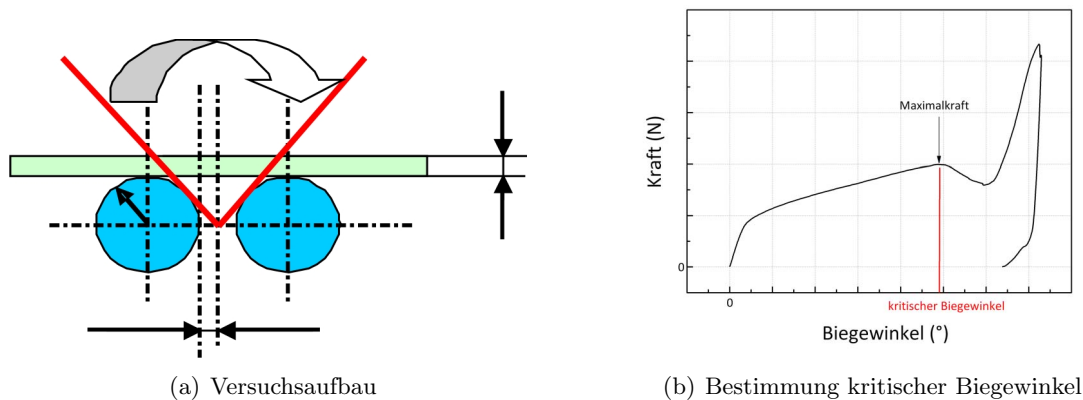 Maximalkraft
Kraft (N)
0
0
kritischer Biegewinkel
Biegewinkel (°)
(a) Versuchsaufbau
(b) Bestimmung kritischer Biegewinkel